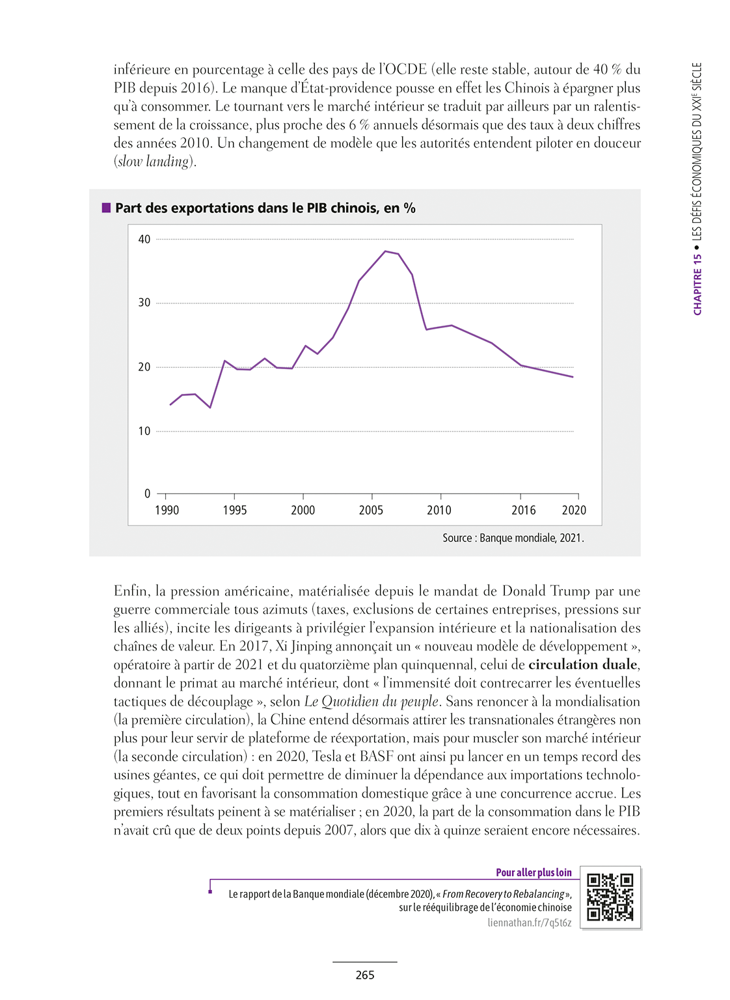 inférieure en pourcentage à celle des pays de l'OCDE (elle reste stable, autour de 40 % du
PIB depuis 2016). Le manque d'État-providence pousse en effet les Chinois à épargner plus
qu'à consommer. Le tournant vers le marché intérieur se traduit par ailleurs par un ralentis-
sement de la croissance, plus proche des 6 % annuels désormais que des taux à deux chiffres
des années 2010. Un changement de modèle que les autorités entendent piloter en douceur
(slow landing).
CHAPITRE 15 • LES DÉFIS ÉCONOMIQUES DU XXIE SIÈCLE
Part des exportations dans le PIB chinois, en %
40
30
20
10
0
1990 1995 2000 2005 2010 2016 2020
Source : Banque mondiale, 2021.
Enfin, la pression américaine, matérialisée depuis le mandat de Donald Trump par une
guerre commerciale tous azimuts (taxes, exclusions de certaines entreprises, pressions sur
les alliés), incite les dirigeants à privilégier l'expansion intérieure et la nationalisation des
chaînes de valeur. En 2017, Xi Jinping annonçait un « nouveau modèle de développement »,
opératoire à partir de 2021 et du quatorzième plan quinquennal, celui de circulation duale,
donnant le primat au marché intérieur, dont « l'immensité doit contrecarrer les éventuelles
tactiques de découplage », selon Le Quotidien du peuple. Sans renoncer à la mondialisation
(la première circulation), la Chine entend désormais attirer les transnationales étrangères non
plus pour leur servir de plateforme de réexportation, mais pour muscler son marché intérieur
(la seconde circulation) : en 2020, Tesla et BASF ont ainsi pu lancer en un temps record des
usines géantes, ce qui doit permettre de diminuer la dépendance aux importations technolo-
giques, tout en favorisant la consommation domestique grâce à une concurrence accrue. Les
premiers résultats peinent à se matérialiser ; en 2020, la part de la consommation dans le PIB
n'avait crû que de deux points depuis 2007, alors que dix à quinze seraient encore nécessaires.
Pour aller plus loin
Le rapport de la Banque mondiale (décembre 2020), « From Recovery to Rebalancing »,
sur le rééquilibrage de l'économie chinoise
liennathan.fr/7q5t6z
265